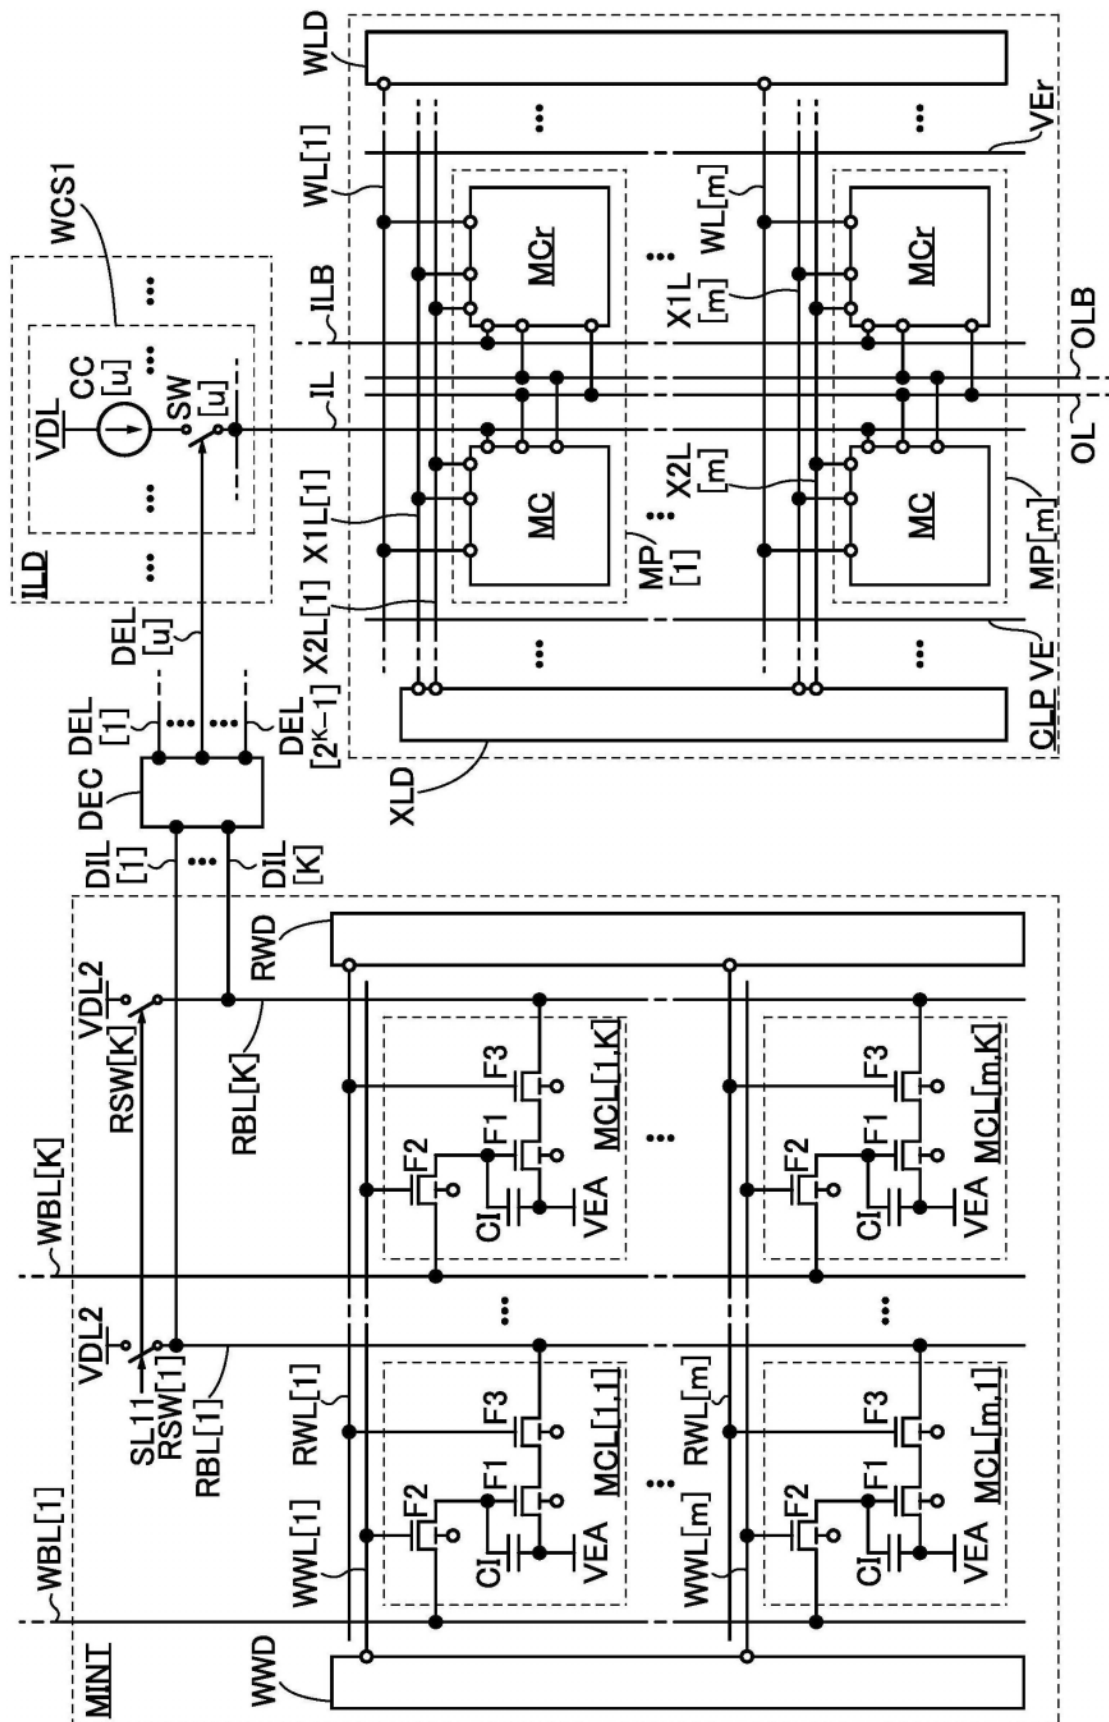 MINT
WBL[1]
WBL[K]
VDL2
SL11
RSW[1]
RBL[1]
VDL2
RSW[K]
RBL[K]
DIL
[1]
DIL
[K]
DEC
DEL
[1]
DEL
[u]
DEL
[2K-1]
ILD
VDL
CC
[u]
SW
[u]
WCS1
WWD
WWL[1]
RWL[1]
F2
F1
F3
CI
VEA
MCL[1,1]
F2
F1
F3
CI
VEA
MCL[1,K]
RWD
WWL[m]
RWL[m]
F2
F1
F3
CI
VEA
MCL[m,1]
F2
F1
F3
CI
VEA
MCL[m,K]
XLD
X2L[1]
X1L[1]
IL
ILB
WL[1]
WLD
MC
MCr
MP
[1]
X2L
[m]
X1L
[m]
WL[m]
MC
MCr
CLP
VE
MP[m]
OL
OLB
VEr